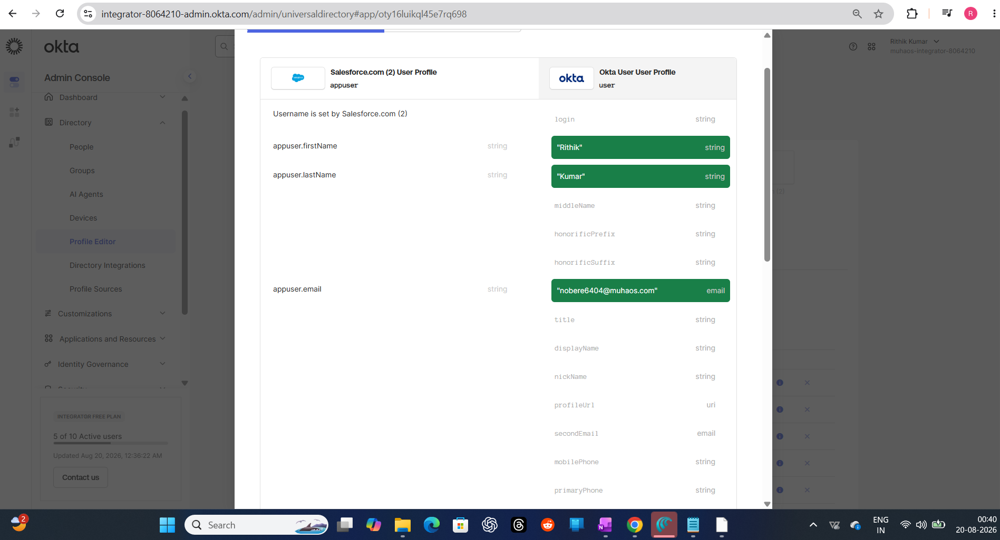 integrator-8064210-admin.okta.com/admin/universaldirectory#app/oty16luikql45e7rq698
R
okta
Rithik Kumar
muhaos-integrator-8064210
Admin Console
Dashboard
Directory
People
Groups
AI Agents
Devices
Profile Editor
Directory Integrations
Profile Sources
Customizations
Applications and Resources
Identity Governance
Security
INTEGRATOR FREE PLAN
5 of 10 Active users
Updated Aug 20, 2026, 12:36:22 AM
Contact us
Salesforce.com (2) User Profile
appuser
okta
Okta User User Profile
user
Username is set by Salesforce.com (2)
login string
appuser.firstName string "Rithik" string
appuser.lastName string "Kumar" string
middleName string
honorificPrefix string
honorificSuffix string
appuser.email string "nobere6404@muhaos.com" email
title string
displayName string
nickName string
profileUrl uri
secondEmail email
mobilePhone string
primaryPhone string
(2)
2
Search
N
ENG
IN
00:40
20-08-2026